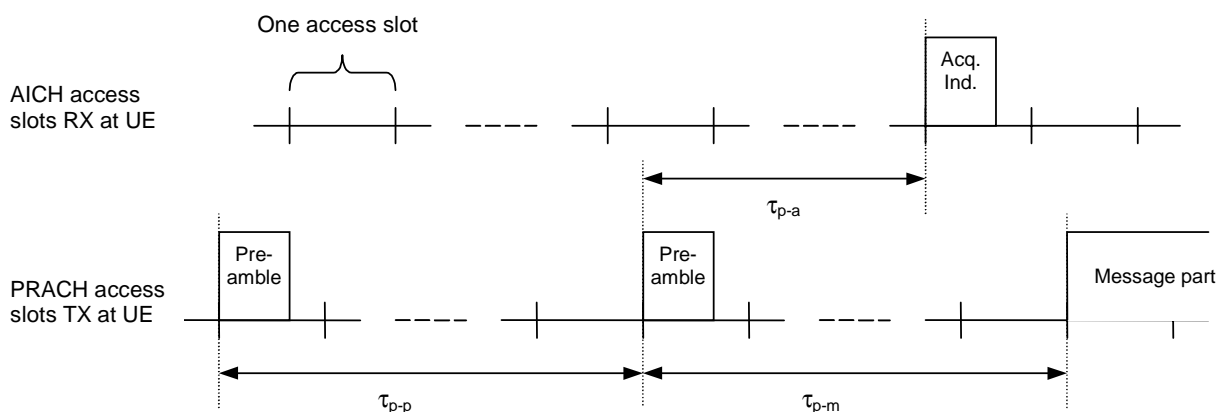 One access slot
AICH access
slots RX at UE
Acq.
Ind.
τp-a
PRACH access
slots TX at UE
Pre-
amble
Pre-
amble
Message part
τp-p
τp-m